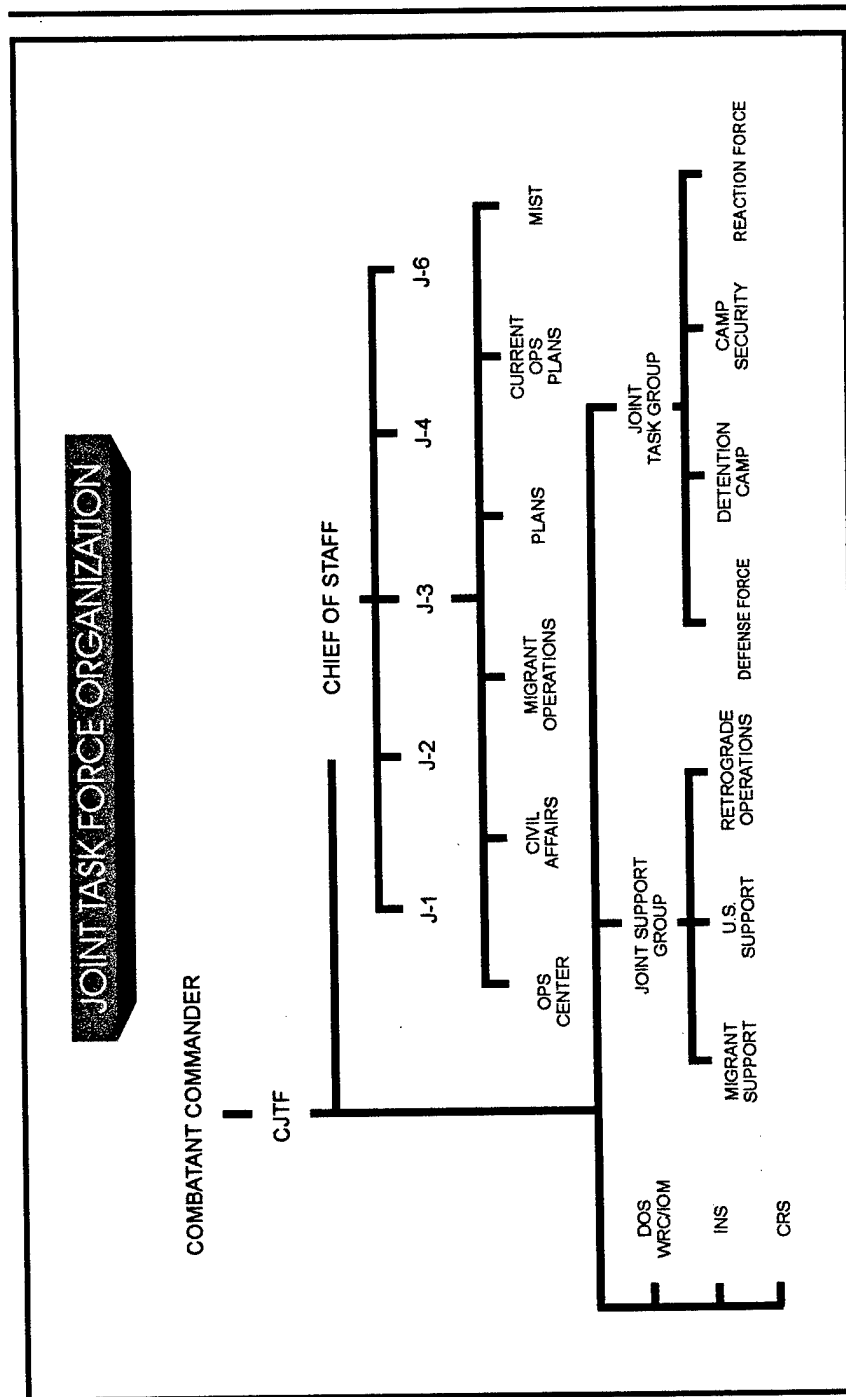 JOINT TASK FORCE ORGANIZATION
COMBATANT COMMANDER
CJTF
CHIEF OF STAFF
J-1
J-2
J-3
J-4
J-6
OPS
CENTER
CIVIL
AFFAIRS
MIGRANT
OPERATIONS
PLANS
CURRENT
OPS
PLANS
MIST
DOS
WRC/IOM
INS
CRS
JOINT SUPPORT
GROUP
MIGRANT
SUPPORT
U.S.
SUPPORT
RETROGRADE
OPERATIONS
JOINT
TASK GROUP
DEFENSE FORCE
DETENTION
CAMP
CAMP
SECURITY
REACTION FORCE